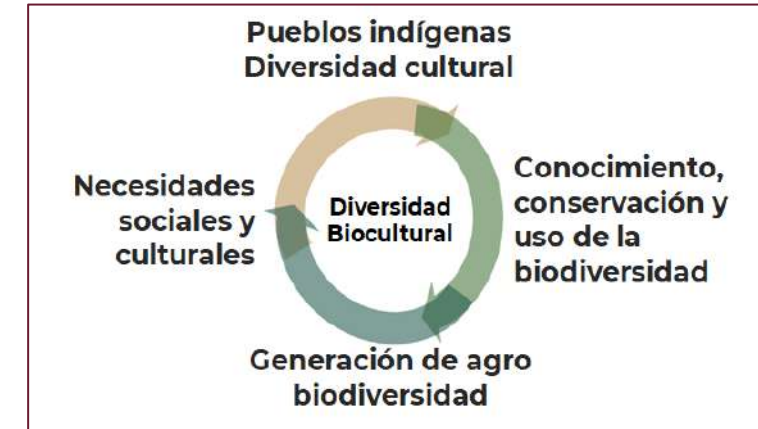 Pueblos indígenas
Diversidad cultural
Conocimiento,
conservación y
uso de la
biodiversidad
Generación de agro
biodiversidad
Necesidades
sociales y
culturales
Diversidad
Biocultural